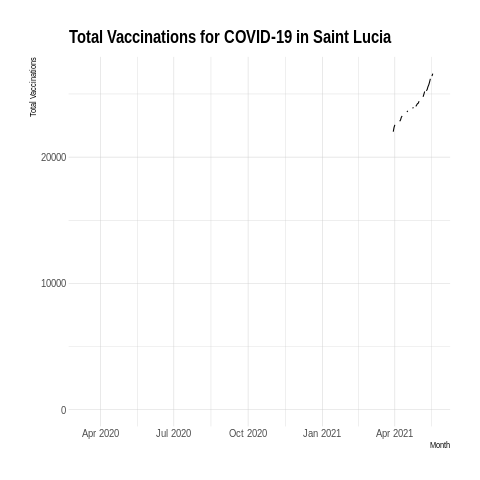 Total Vaccinations for COVID-19 in Saint Lucia
Total Vaccinations
20000
10000
0
Apr 2020 Jul 2020 Oct 2020 Jan 2021 Apr 2021
Month